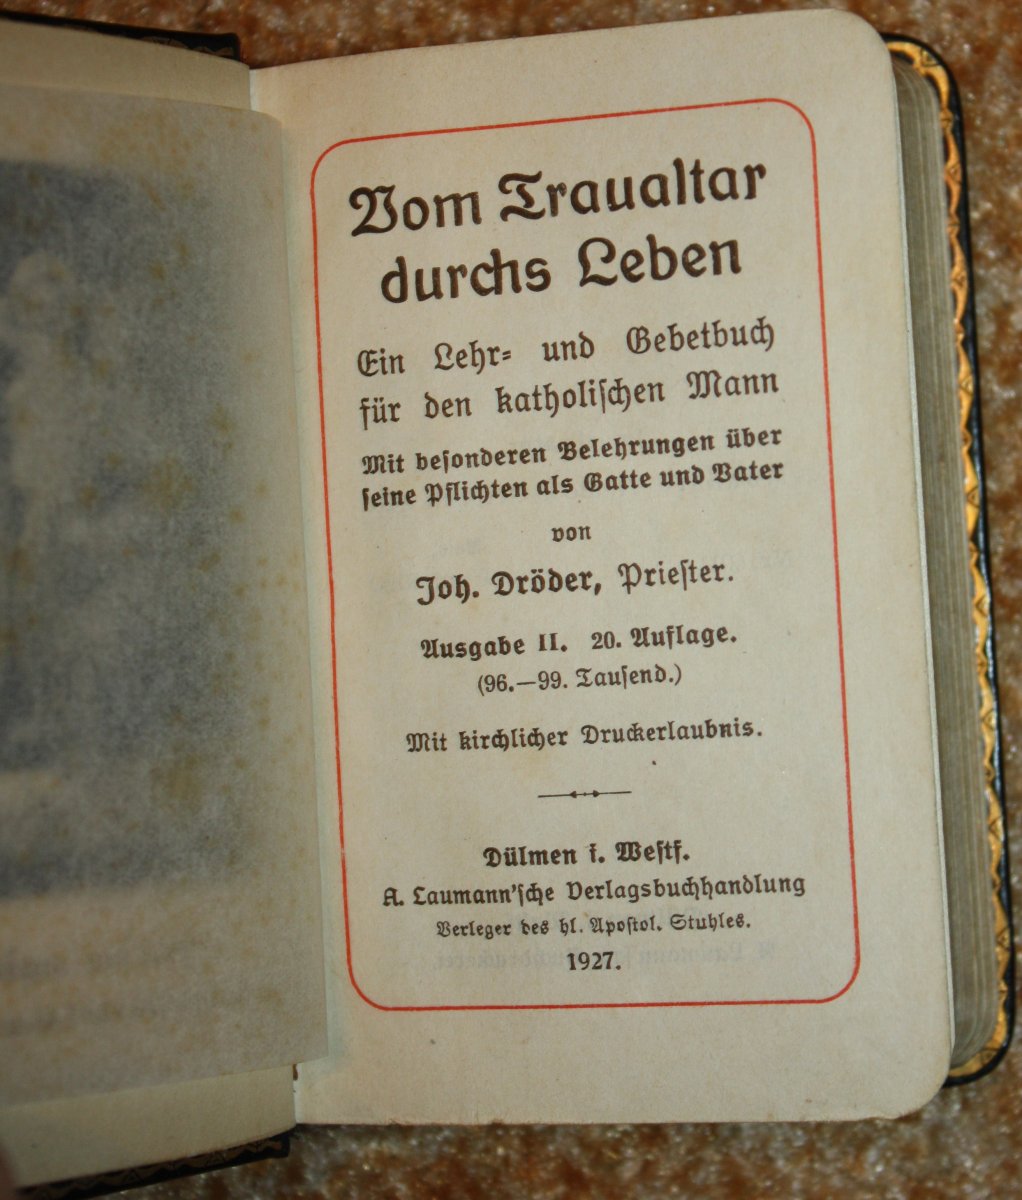 Vom Traualtar
durchs Leben
Ein Lehr= und Gebetbuch
für den katholiſchen Mann
Mit beſonderen Belehrungen über
ſeine Pflichten als Gatte und Vater
von
Joh. Dröder, Prieſter.
Ausgabe II. 20. Auflage.
(96.—99. Tauſend.)
Mit kirchlicher Druckerlaubnis.
Dülmen i. Weſtf.
A. Laumann'ſche Verlagsbuchhandlung
Verleger des hl. Apoſtol. Stuhles.
1927.